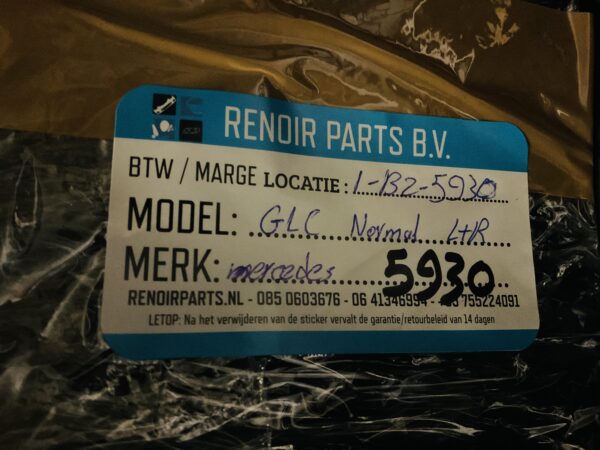 RENOIR PARTS B.V.
BTW / MARGE LOCATIE: 1-B2-5930
MODEL: GLC Normal L+R
MERK: mercedes 5930
RENOIRPARTS.NL - 085 0603676 - 06 41346994 - 755224091
LETOP: Na het verwijderen van de sticker vervalt de garantie/retourbeleid van 14 dagen